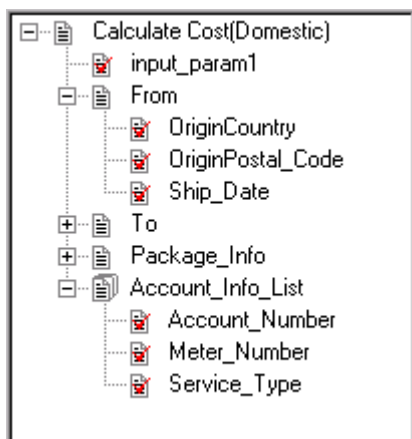 Calculate Cost(Domestic)
input_param1
From
OriginCountry
OriginPostal_Code
Ship_Date
To
Package_Info
Account_Info_List
Account_Number
Meter_Number
Service_Type